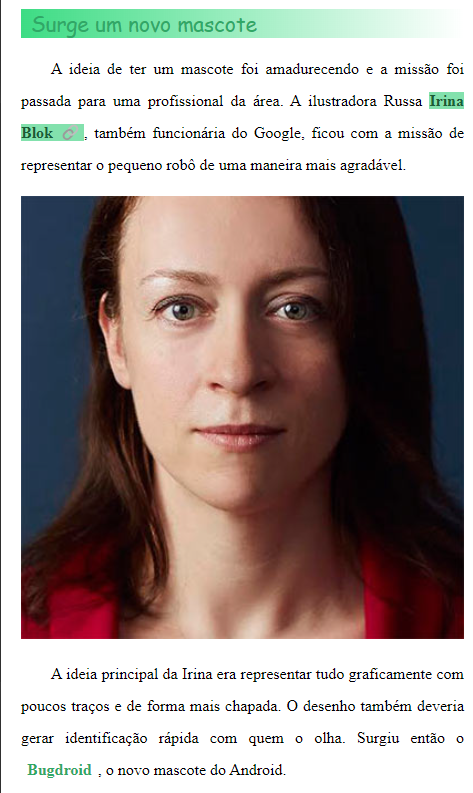 Surge um novo mascote
A ideia de ter um mascote foi amadurecendo e a missão foi
passada para uma profissional da área. A ilustradora Russa Irina
Blok , também funcionária do Google, ficou com a missão de
representar o pequeno robô de uma maneira mais agradável.
A ideia principal da Irina era representar tudo graficamente com
poucos traços e de forma mais chapada. O desenho também deveria
gerar identificação rápida com quem o olha. Surgiu então o
Bugdroid , o novo mascote do Android.